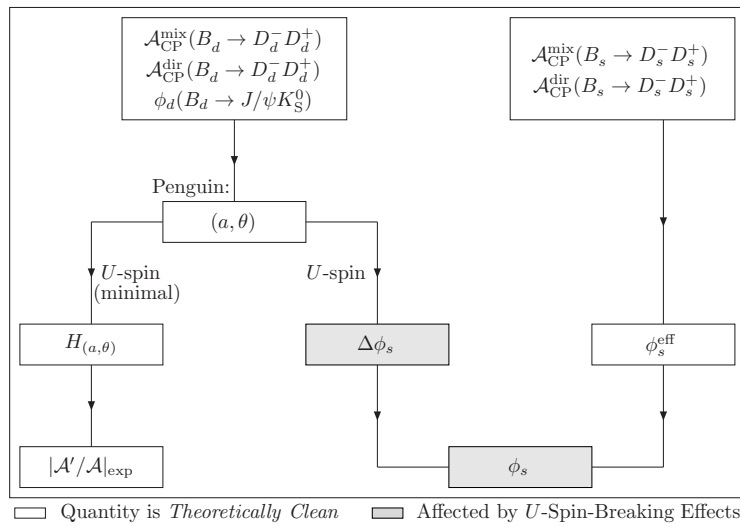 𝒜_CP^mix(B_d → D_d^− D_d^+)
𝒜_CP^dir(B_d → D_d^− D_d^+)
ϕ_d(B_d → J/ψK_S^0)
𝒜_CP^mix(B_s → D_s^− D_s^+)
𝒜_CP^dir(B_s → D_s^− D_s^+)
Penguin:
(a, θ)
U-spin
(minimal)
U-spin
H_(a,θ)
Δϕ_s
ϕ_s^eff
|𝒜′/𝒜|_exp
ϕ_s
Quantity is Theoretically Clean
Affected by U-Spin-Breaking Effects